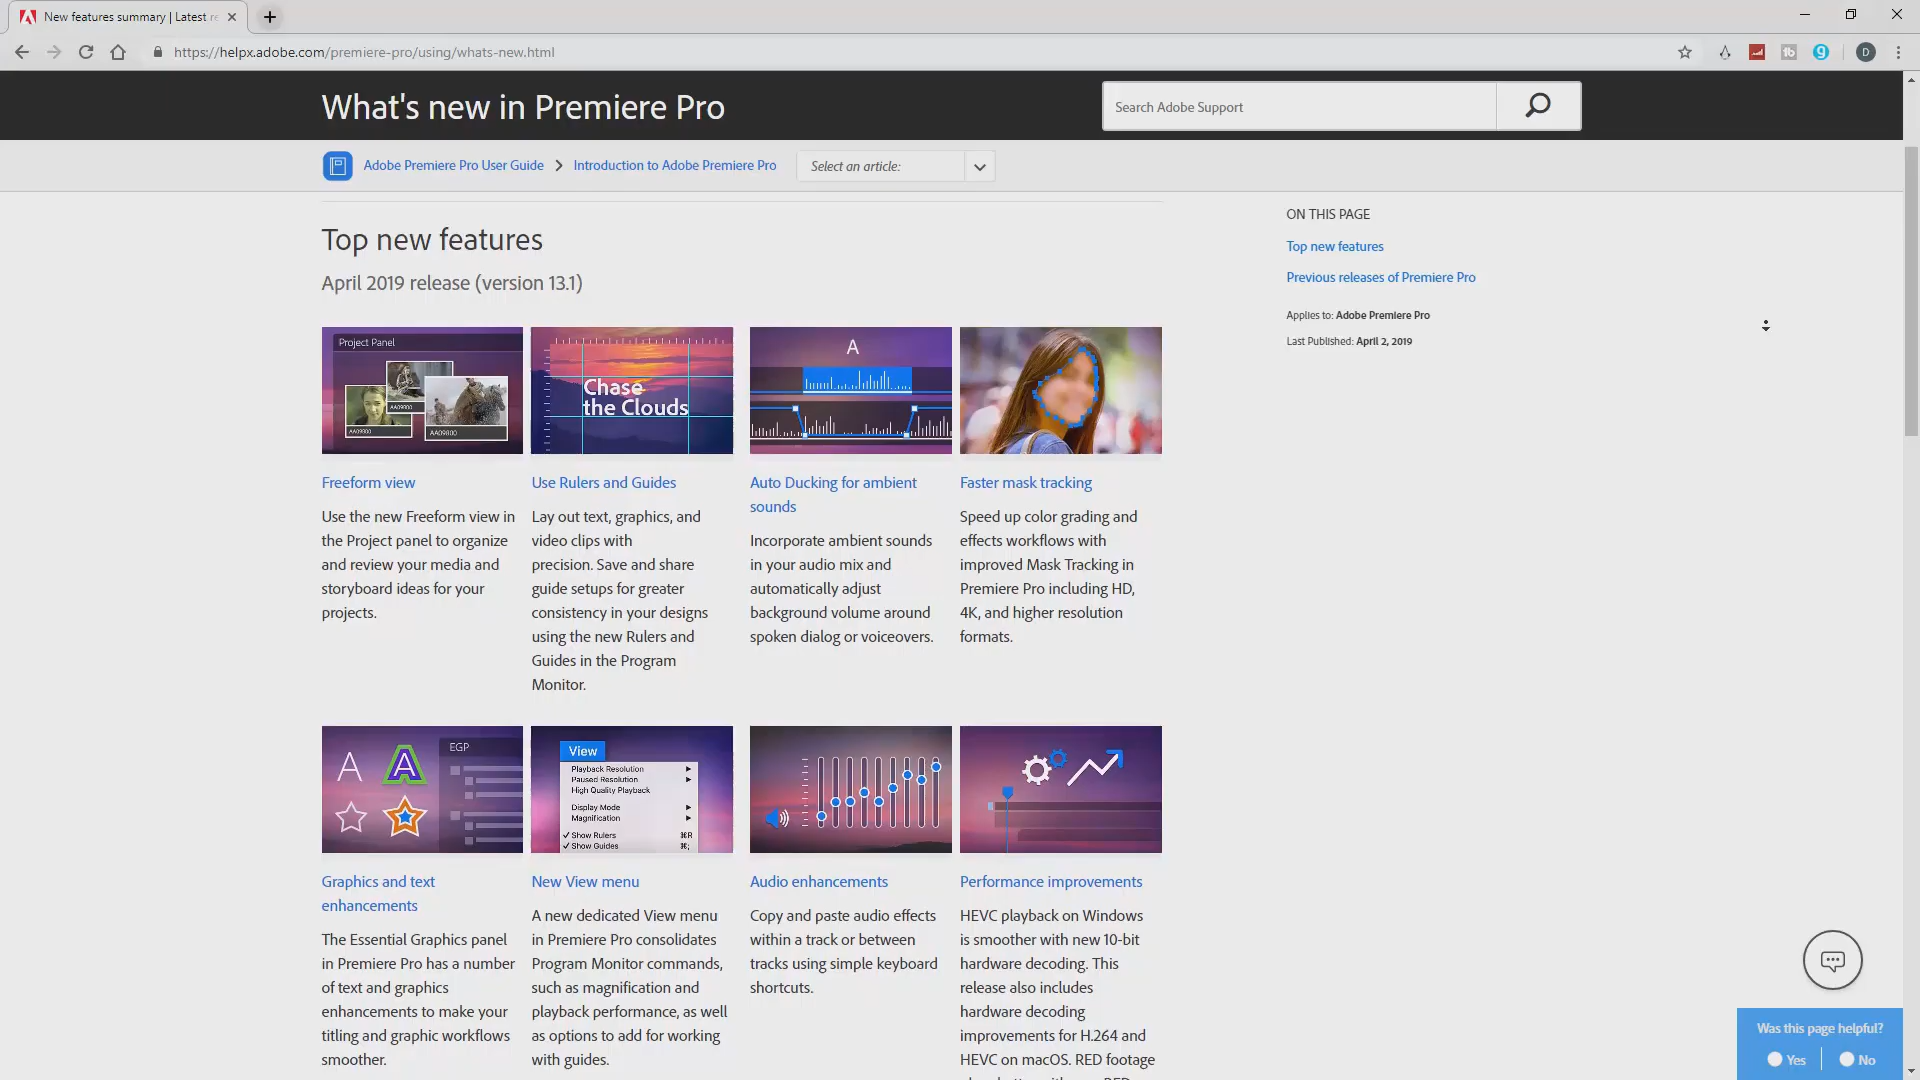 New features summary | Latest re
https://helpx.adobe.com/premiere-pro/using/whats-new.html
What's new in Premiere Pro
Search Adobe Support
Adobe Premiere Pro User Guide
Introduction to Adobe Premiere Pro
Select an article:
Top new features
April 2019 release (version 13.1)
ON THIS PAGE
Top new features
Previous releases of Premiere Pro
Applies to: Adobe Premiere Pro
Last Published: April 2, 2019
Project Panel
AA09800
AA09800
AA09800
Chase
the Clouds
A
Freeform view
Use the new Freeform view in
the Project panel to organize
and review your media and
storyboard ideas for your
projects.
Use Rulers and Guides
Lay out text, graphics, and
video clips with
precision. Save and share
guide setups for greater
consistency in your designs
using the new Rulers and
Guides in the Program
Monitor.
Auto Ducking for ambient
sounds
Incorporate ambient sounds
in your audio mix and
automatically adjust
background volume around
spoken dialog or voiceovers.
Faster mask tracking
Speed up color grading and
effects workflows with
improved Mask Tracking in
Premiere Pro including HD,
4K, and higher resolution
formats.
A A
EGP
View
Playback Resolution
Paused Resolution
High Quality Playback
Display Mode
Magnification
✓ Show Rulers ⌘R
✓ Show Guides ⌘;
Graphics and text
enhancements
The Essential Graphics panel
in Premiere Pro has a number
of text and graphics
enhancements to make your
titling and graphic workflows
smoother.
New View menu
A new dedicated View menu
in Premiere Pro consolidates
Program Monitor commands,
such as magnification and
playback performance, as well
as options to add for working
with guides.
Audio enhancements
Copy and paste audio effects
within a track or between
tracks using simple keyboard
shortcuts.
Performance improvements
HEVC playback on Windows
is smoother with new 10-bit
hardware decoding. This
release also includes
hardware decoding
improvements for H.264 and
HEVC on macOS. RED footage
Was this page helpful?
Yes
No
D